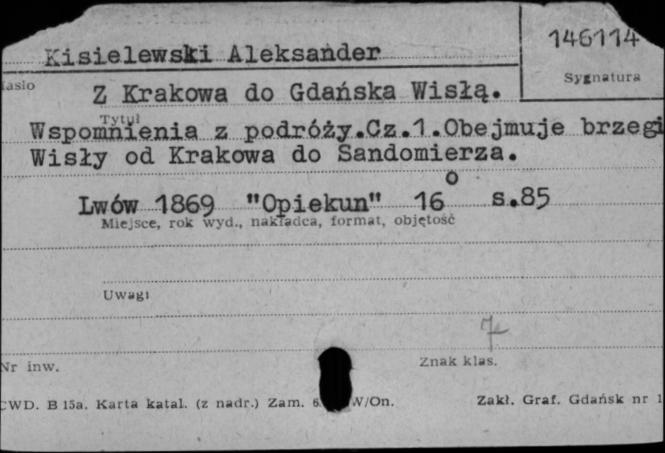 Kisielewski Aleksander
146114
Sygnatura
Z Krakowa do Gdańska Wisłą.
Tytuł
Wspomnienia z podróży.Cz.1.Obejmuje brzegi
Wisły od Krakowa do Sandomierza.
Lwów 1869 "Opiekun" 16° s.85
Miejsce, rok wyd., nakładca, format, objętość
Uwagi
Nr inw.
Znak klas.
CWD. B 15a. Karta katal. (z nadr.) Zam. W/On.
Zakł. Graf. Gdańsk nr 1